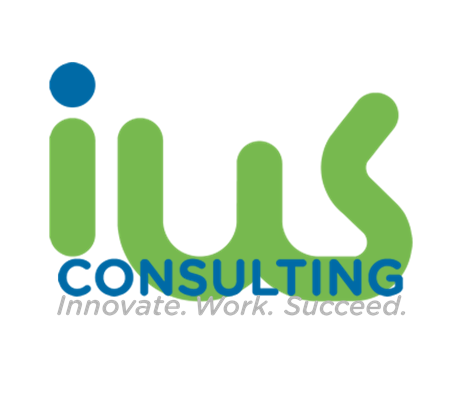 iws
CONSULTING
Innovate. Work. Succeed.